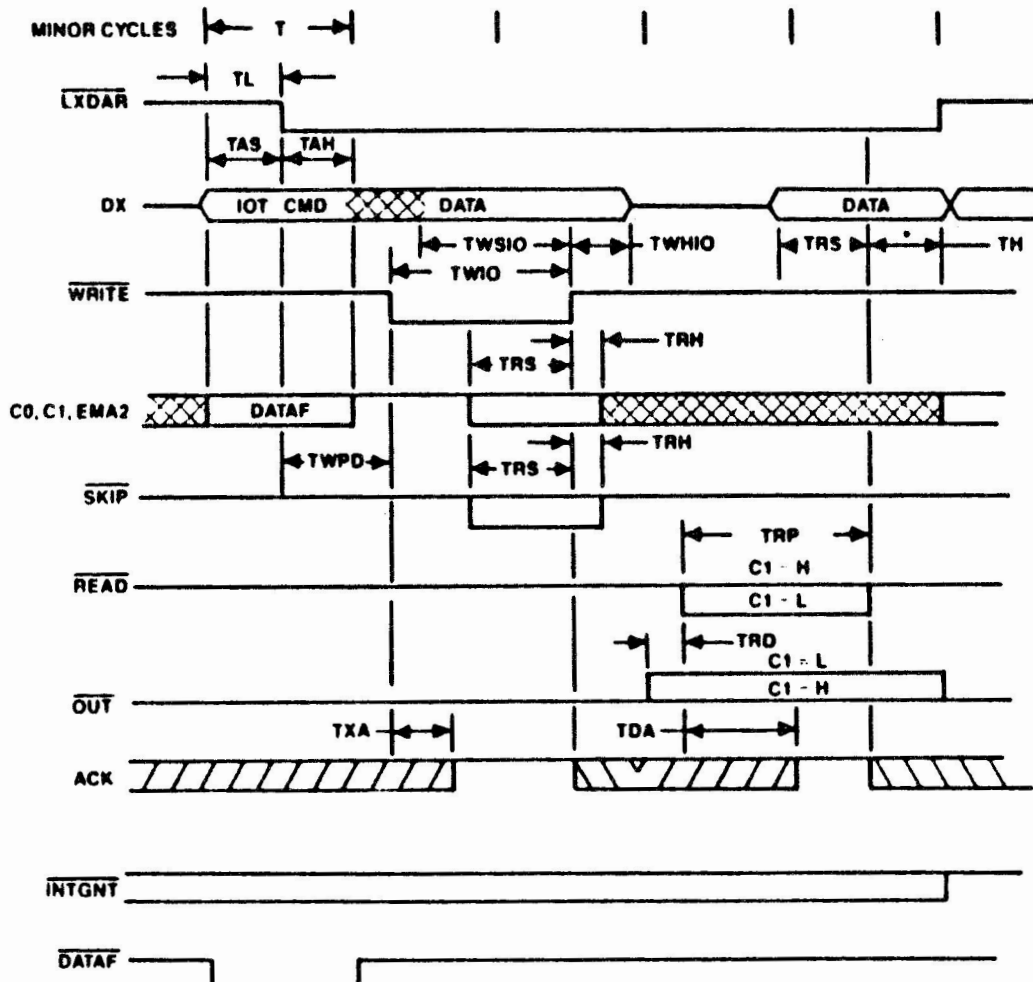 MINOR CYCLES T
TL
LXDAR
TAS TAH
DX IOT CMD DATA DATA
TWSIO TWHIO TRS TH
TWIO
WRITE
TRH
TRS
C0, C1, EMA2 DATAF
TRH
TWPD TRS
SKIP
TRP
C1 - H
READ
C1 - L
TRD
C1 - L
C1 - H
OUT
TXA TDA
ACK
INTGNT
DATAF